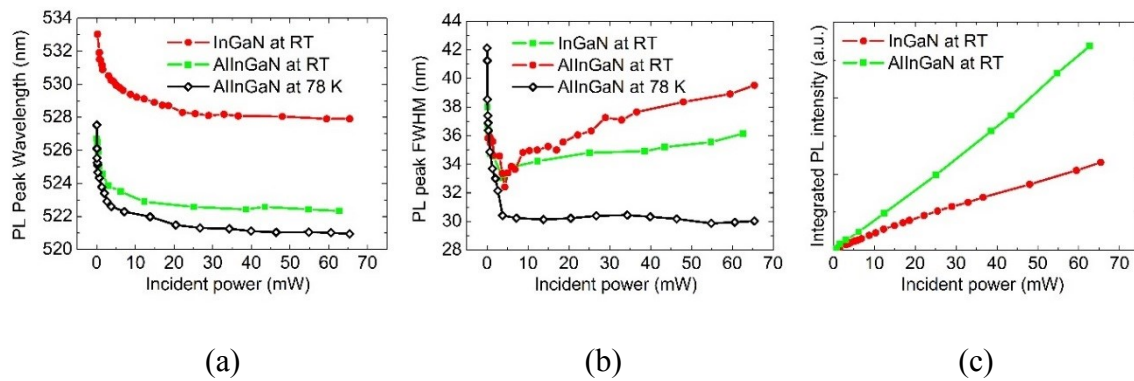 534
532
530
528
526
524
522
520
PL Peak Wavelength (nm)
InGaN at RT
AlInGaN at RT
AlInGaN at 78 K
0 10 20 30 40 50 60 70
Incident power (mW)
(a)
44
42
40
38
36
34
32
30
28
PL peak FWHM (nm)
InGaN at RT
AlInGaN at RT
AlInGaN at 78 K
0 10 20 30 40 50 60 70
Incident power (mW)
(b)
Integrated PL intensity (a.u.)
InGaN at RT
AlInGaN at RT
0 10 20 30 40 50 60 70
Incident power (mW)
(c)